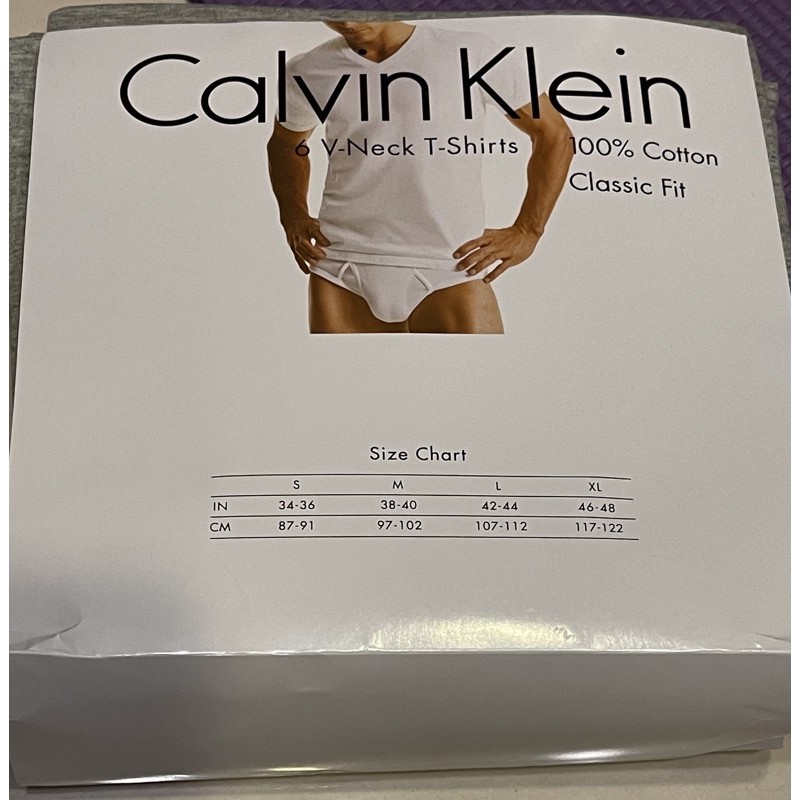 Calvin Klein
6 V-Neck T-Shirts 100% Cotton
Classic Fit
Size Chart
S M L XL
IN 34-36 38-40 42-44 46-48
CM 87-91 97-102 107-112 117-122